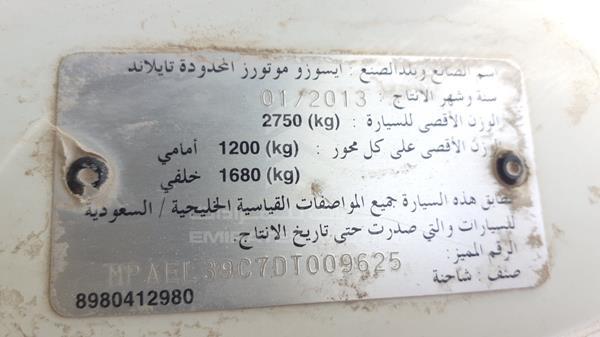 اسم الصانع وبلد الصنع : ايسوزو موتورز المحدودة تايلاند
سنة وشهر الانتاج : 01/2013
الوزن الأقصى للسيارة : 2750 (kg)
الوزن الأقصى على كل محور : 1200 (kg) أمامي
1680 (kg) خلفي
تطابق هذه السيارة جميع المواصفات القياسية الخليجية / السعودية
للسيارات والتي صدرت حتى تاريخ الانتاج.
الرقم المميز: MPAEL39C7DT009625
صنف : شاحنة
8980412980